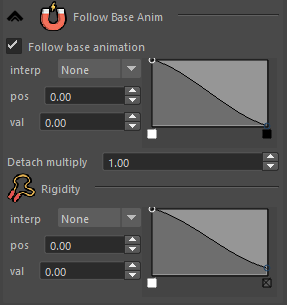 Follow Base Anim
Follow base animation
interp None
pos 0.00
val 0.00
Detach multiply 1.00
Rigidity
interp None
pos 0.00
val 0.00